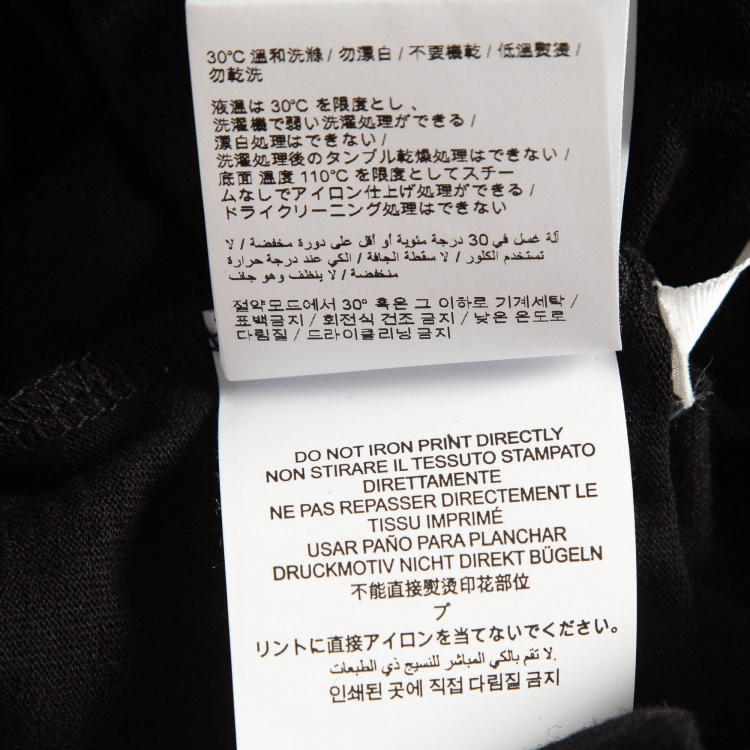 30°C 溫和洗滌 / 勿漂白 / 不要機乾 / 低溫熨燙 /
勿乾洗
液温は 30℃ を限度とし 、
洗濯機で弱い洗濯処理ができる /
漂白処理はできない /
洗濯処理後のタンブル乾燥処理はできない /
底面 温度 110℃ を限度としてスチー
ムなしでアイロン仕上げ処理ができる /
ドライクリーニング処理はできない
آلة غسل في 30 درجة مئوية أو أقل على دورة مخفضة / لا
تستخدم الكلور / لا سقطة الجافة / الكي عند درجة حرارة
منخفضة / لا ينظف وهو جاف
절약모드에서 30° 혹은 그 이하로 기계세탁 /
표백금지 / 회전식 건조 금지 / 낮은 온도로
다림질 / 드라이클리닝 금지
DO NOT IRON PRINT DIRECTLY
NON STIRARE IL TESSUTO STAMPATO
DIRETTAMENTE
NE PAS REPASSER DIRECTEMENT LE
TISSU IMPRIMÉ
USAR PAÑO PARA PLANCHAR
DRUCKMOTIV NICHT DIREKT BÜGELN
不能直接熨烫印花部位
プ
リントに直接アイロンを当てないでください。
لا تقم بالكي المباشر للنسيج ذي الطبعات.
인쇄된 곳에 직접 다림질 금지